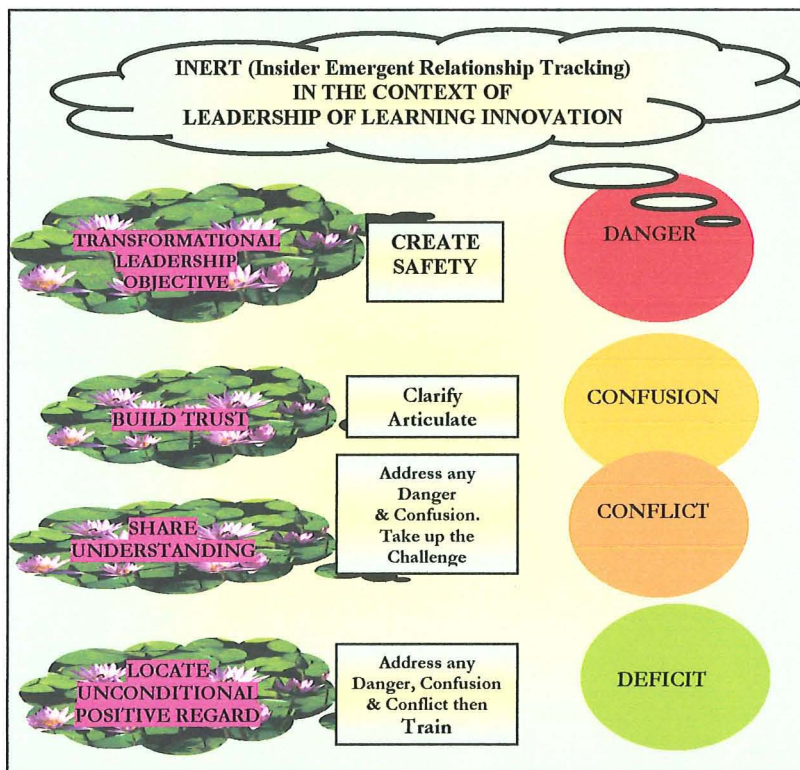 INERT (Insider Emergent Relationship Tracking)
IN THE CONTEXT OF
LEADERSHIP OF LEARNING INNOVATION
TRANSFORMATIONAL
LEADERSHIP
OBJECTIVE
CREATE
SAFETY
DANGER
BUILD TRUST
Clarify
Articulate
CONFUSION
SHARE
UNDERSTANDING
Address any
Danger
& Confusion.
Take up the
Challenge
CONFLICT
LOCATE
UNCONDITIONAL
POSITIVE REGARD
Address any
Danger, Confusion
& Conflict then
Train
DEFICIT